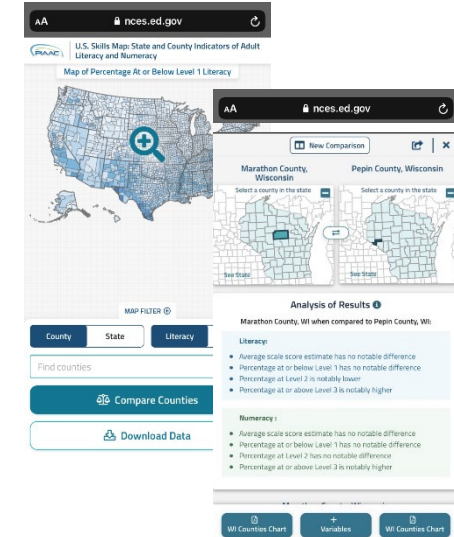 AA nces.ed.gov
PIAAC
U.S. Skills Map: State and County Indicators of Adult
Literacy and Numeracy
Map of Percentage At or Below Level 1 Literacy
MAP FILTER
County State Literacy
Find counties
Compare Counties
Download Data
AA nces.ed.gov
New Comparison
Marathon County,
Wisconsin
Pepin County, Wisconsin
Select a county in the state
Select a county in the state
See State
See State
Analysis of Results
Marathon County, WI when compared to Pepin County, WI:
Literacy:
• Average scale score estimate has no notable difference
• Percentage at or below Level 1 has no notable difference
• Percentage at Level 2 is notably lower
• Percentage at or above Level 3 is notably higher
Numeracy :
• Average scale score estimate has no notable difference
• Percentage at or below Level 1 has no notable difference
• Percentage at Level 2 has no notable difference
• Percentage at or above Level 3 is notably higher
WI Counties Chart
Variables
WI Counties Chart